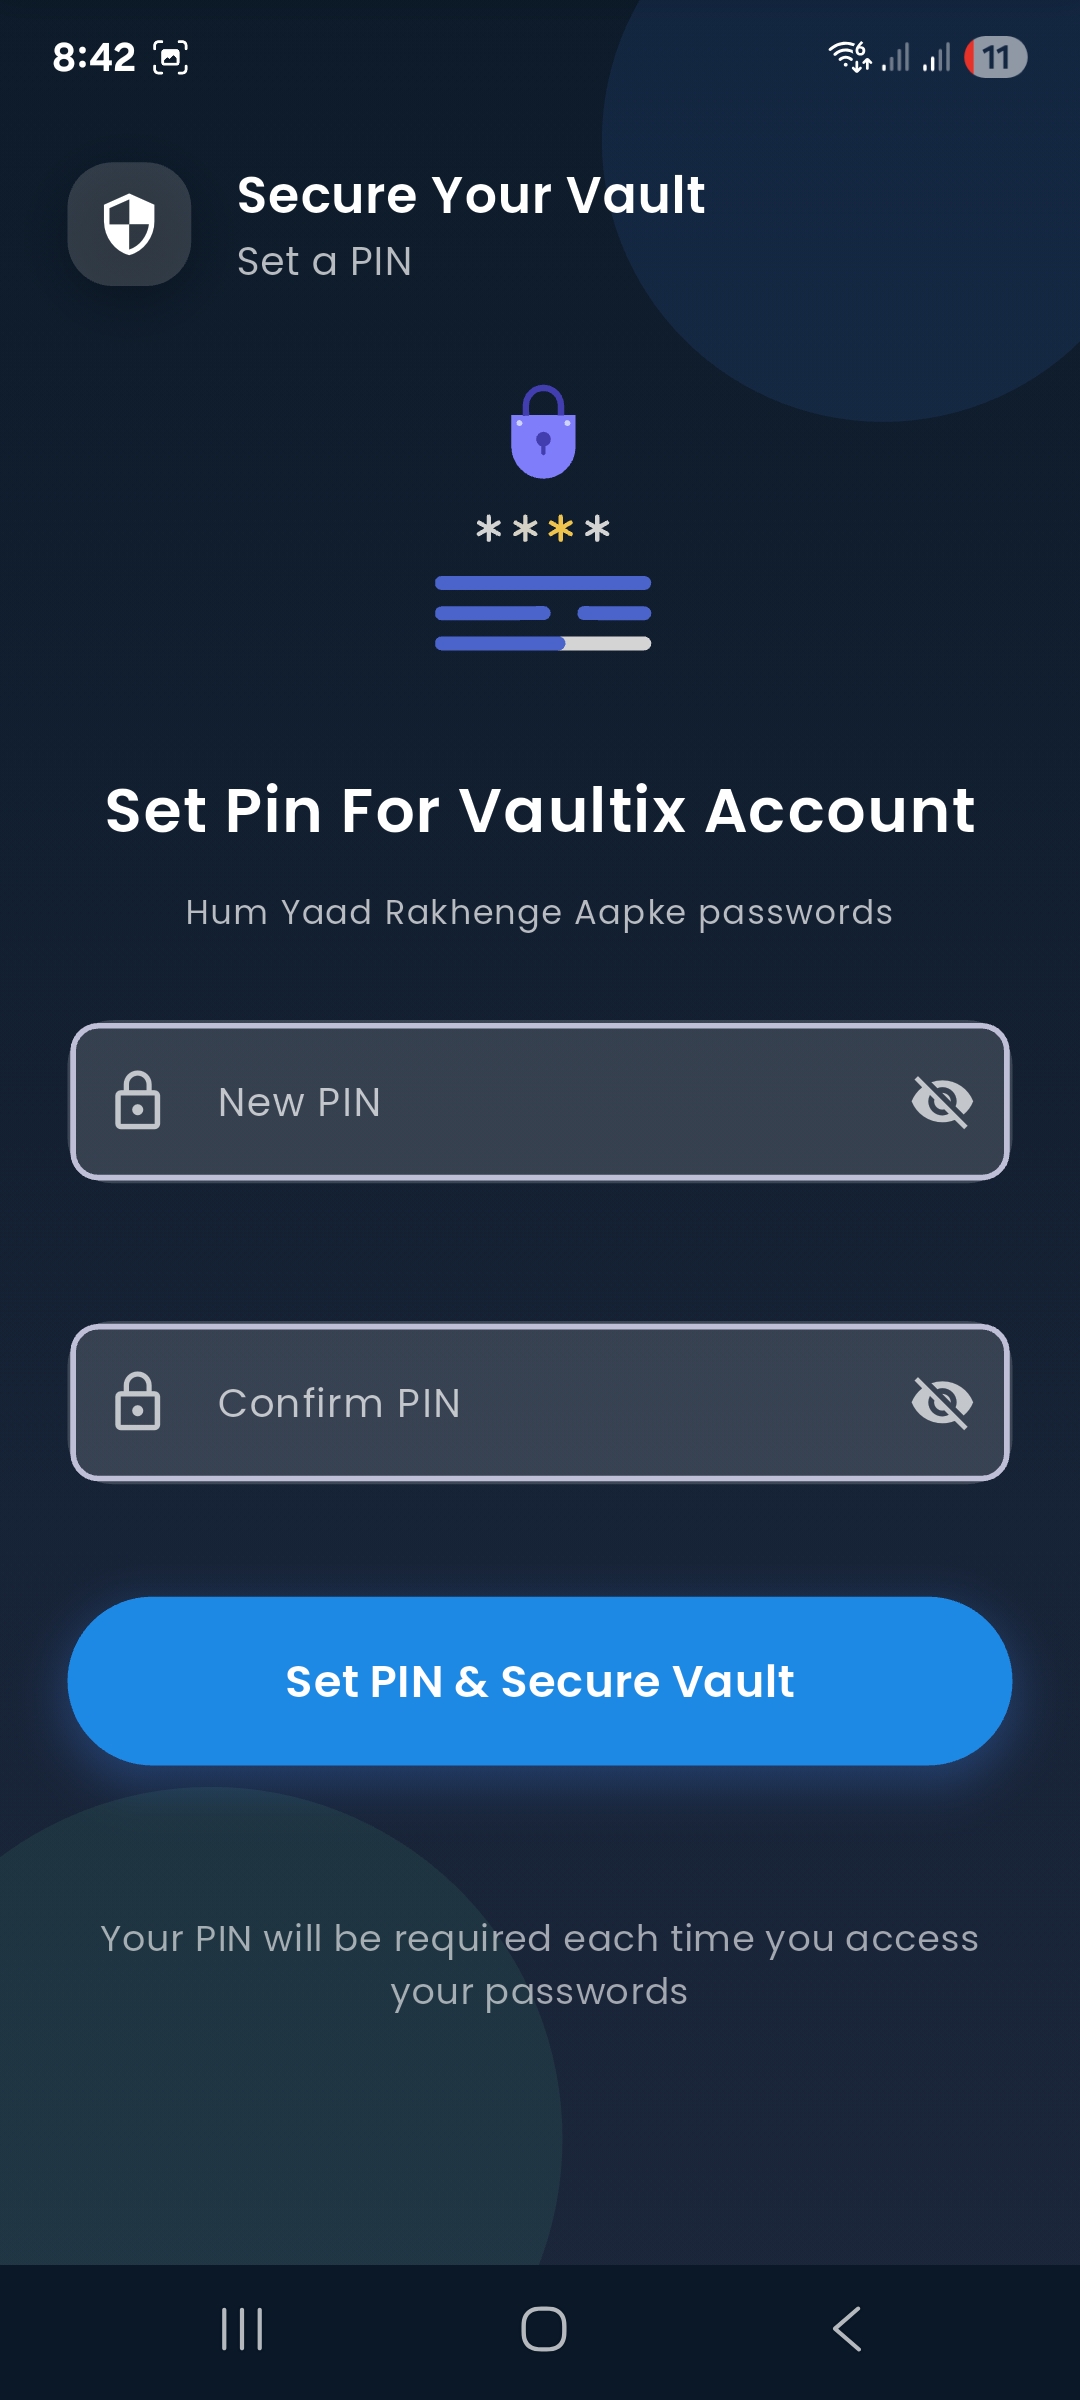 8:42
6
11
Secure Your Vault
Set a PIN
****
Set Pin For Vaultix Account
Hum Yaad Rakhenge Aapke passwords
New PIN
Confirm PIN
Set PIN & Secure Vault
Your PIN will be required each time you access
your passwords